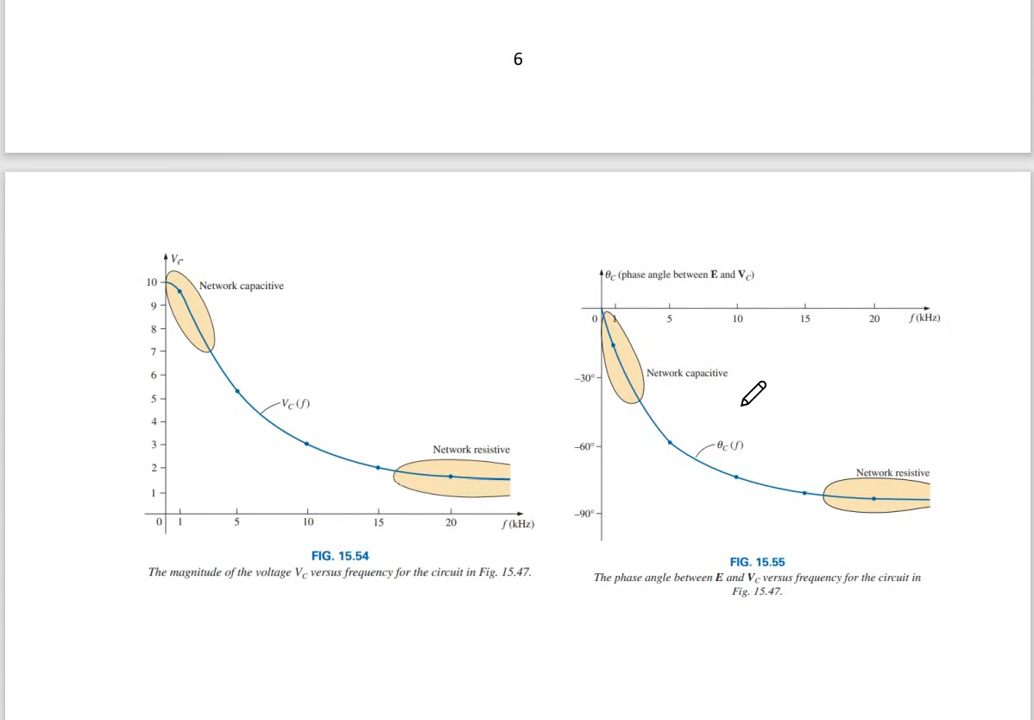 6
V_C
10
Network capacitive
9
8
7
6
5
V_C(f)
4
3
Network resistive
2
1
0 1 5 10 15 20 f (kHz)
FIG. 15.54
The magnitude of the voltage V_C versus frequency for the circuit in Fig. 15.47.
θ_C (phase angle between E and V_C)
0 1 5 10 15 20 f (kHz)
–30°
Network capacitive
–60°
θ_C(f)
Network resistive
–90°
FIG. 15.55
The phase angle between E and V_C versus frequency for the circuit in
Fig. 15.47.